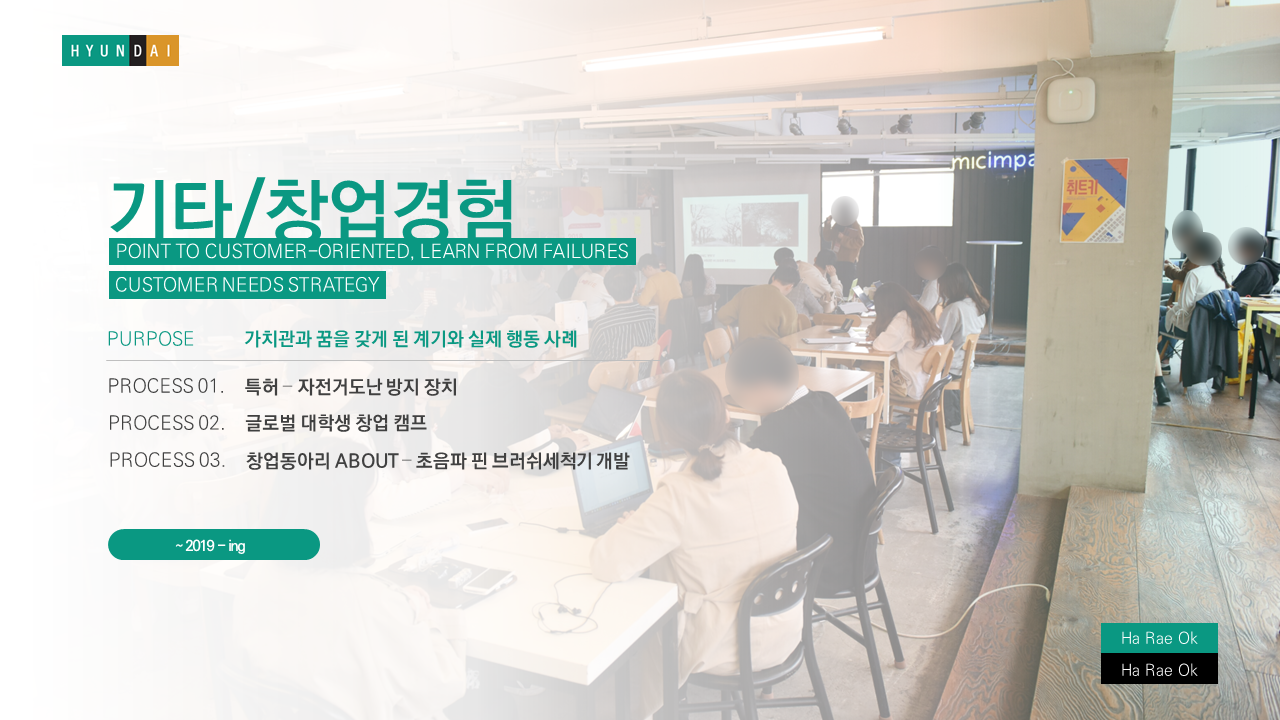 HYUNDAI
micimpa
취트키
기타/창업경험
POINT TO CUSTOMER-ORIENTED, LEARN FROM FAILURES
CUSTOMER NEEDS STRATEGY
PURPOSE 가치관과 꿈을 갖게 된 계기와 실제 행동 사례
PROCESS 01. 특허 – 자전거도난 방지 장치
PROCESS 02. 글로벌 대학생 창업 캠프
PROCESS 03. 창업동아리 ABOUT – 초음파 핀 브러쉬세척기 개발
~ 2019 - ing
Ha Rae Ok
Ha Rae Ok